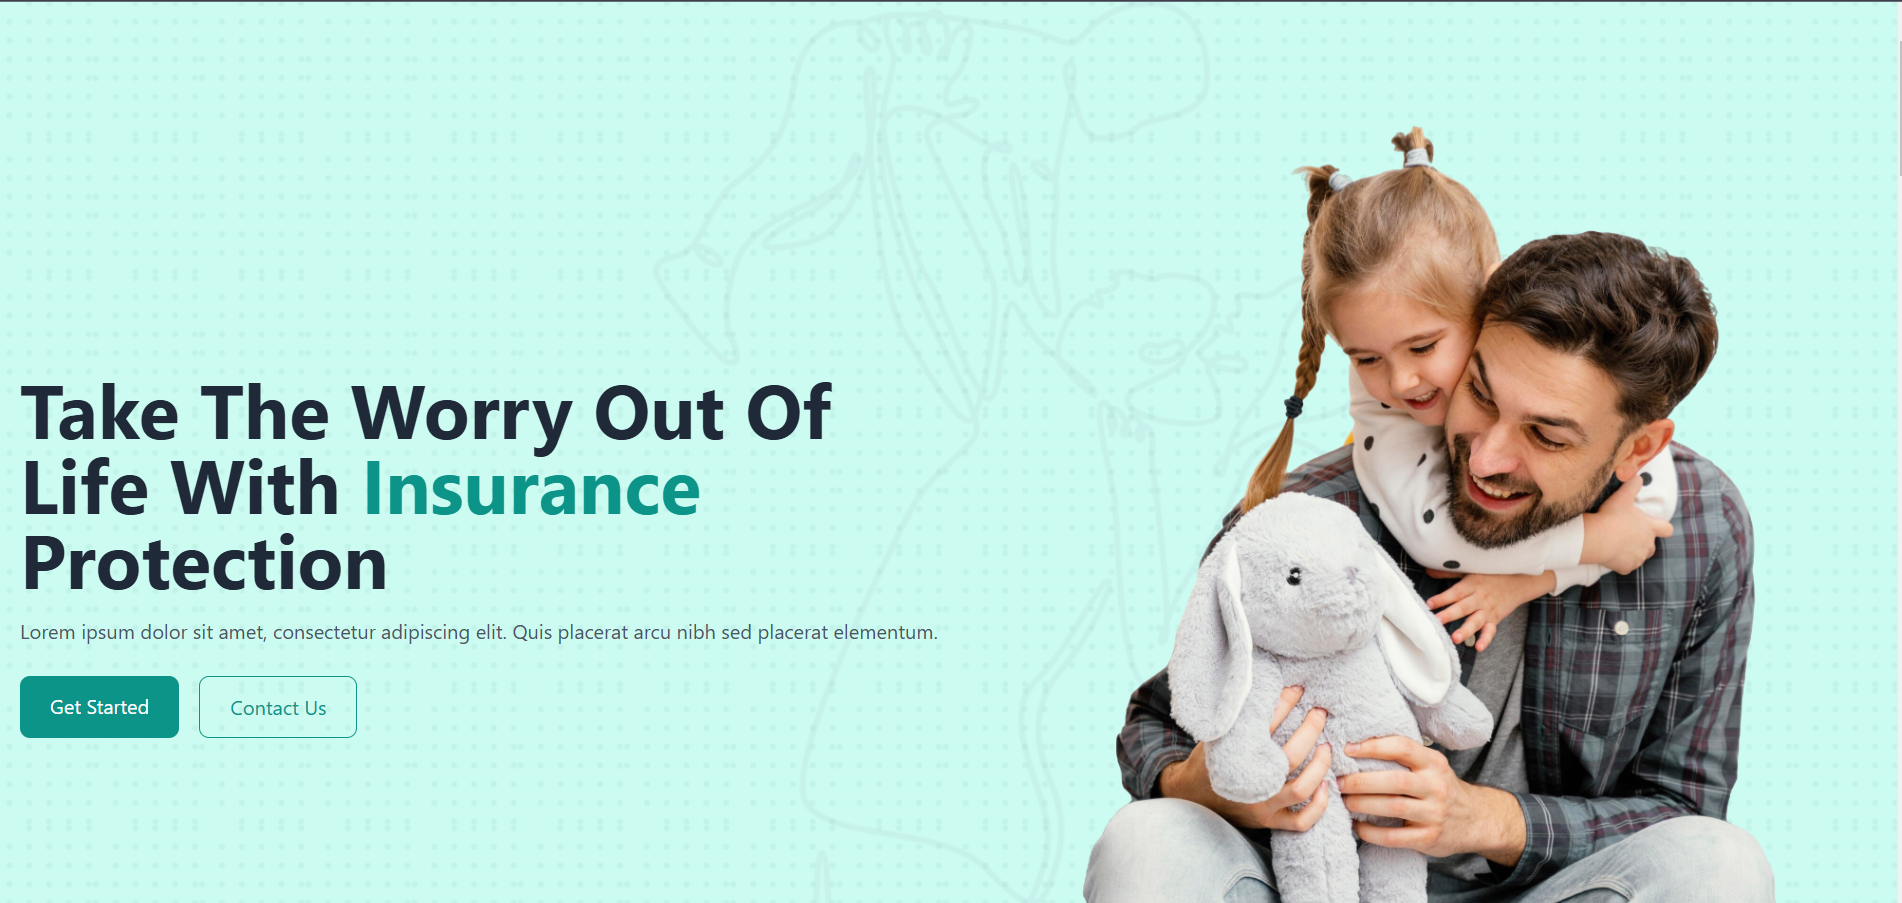 Take The Worry Out Of
Life With Insurance
Protection
Lorem ipsum dolor sit amet, consectetur adipiscing elit. Quis placerat arcu nibh sed placerat elementum.
Get Started
Contact Us